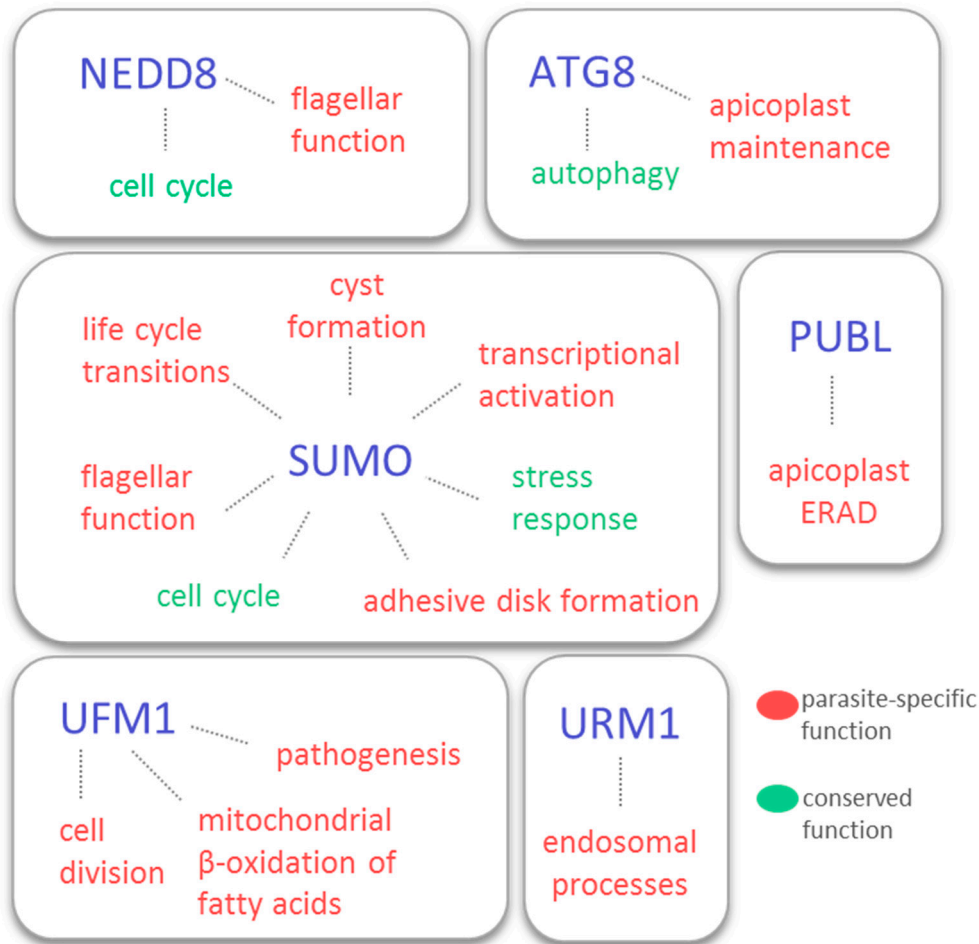 NEDD8
flagellar
function
cell cycle
ATG8
apicoplast
maintenance
autophagy
cyst
formation
life cycle
transitions
transcriptional
activation
SUMO
flagellar
function
stress
response
cell cycle
adhesive disk formation
PUBL
apicoplast
ERAD
UFM1
pathogenesis
cell
division
mitochondrial
β-oxidation of
fatty acids
URM1
endosomal
processes
parasite-specific
function
conserved
function